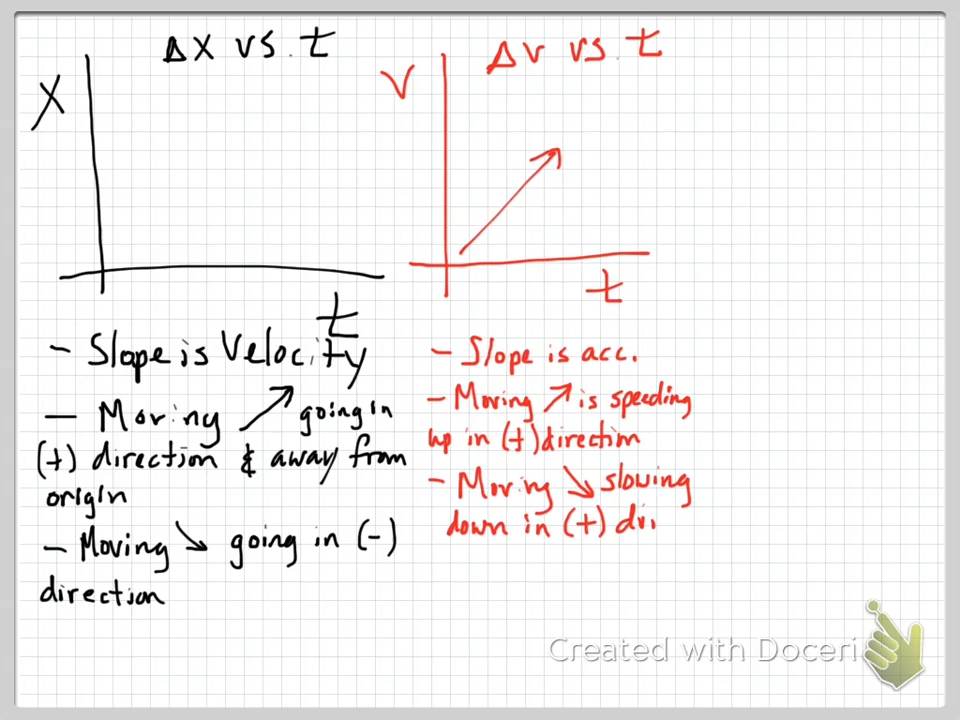 ΔX vs. t
X
t
- Slope is Velocity
- Moving ↗ going in
(+) direction & away from
origin
- Moving ↘ going in (-)
direction
Δv vs. t
V
t
- Slope is acc.
- Moving ↗ is speeding
up in (+) direction
- Moving ↘ slowing
down in (+) dri
Created with Doceri